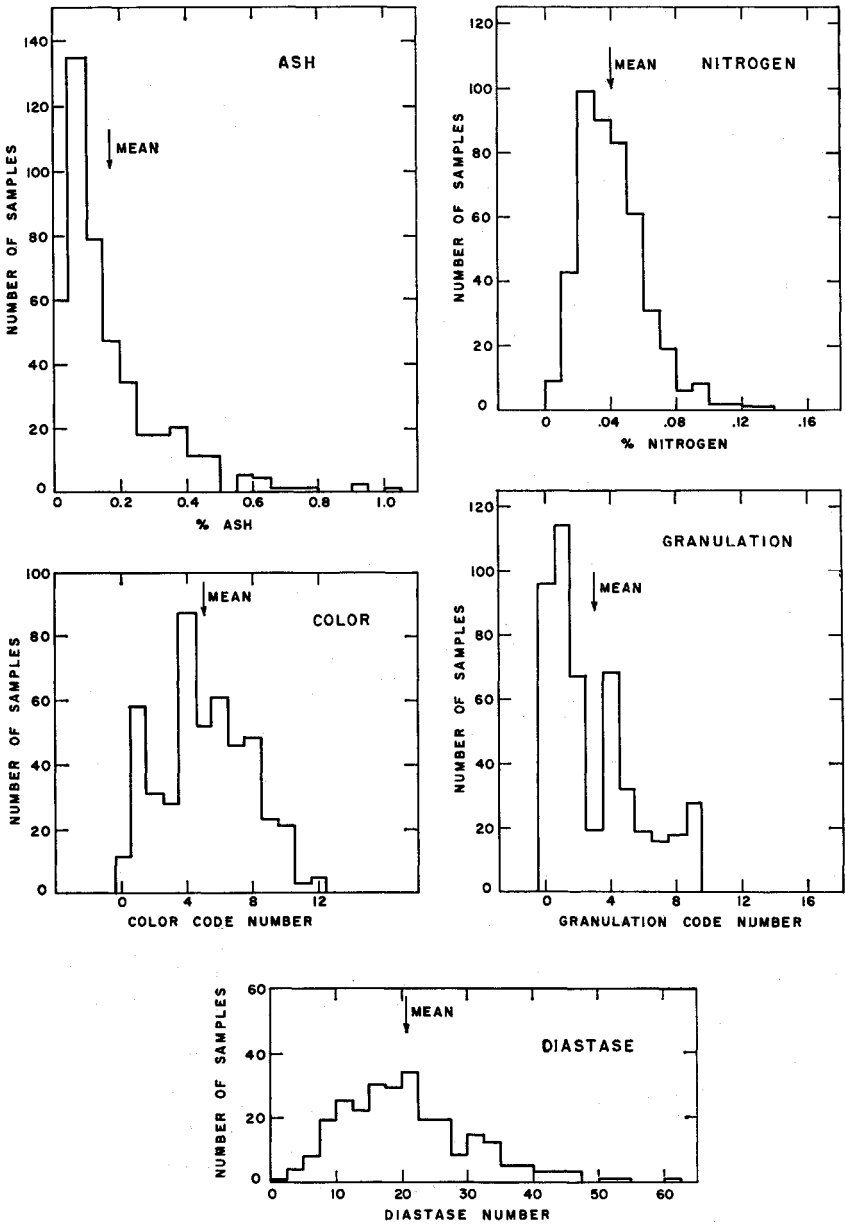 ASH
MEAN
NUMBER OF SAMPLES
140
120
100
80
60
40
20
0
0 0.2 0.4 0.6 0.8 1.0
% ASH
NITROGEN
MEAN
NUMBER OF SAMPLES
120
100
80
60
40
20
0
0 .04 .08 .12 .16
% NITROGEN
COLOR
MEAN
NUMBER OF SAMPLES
100
80
60
40
20
0
0 4 8 12
COLOR CODE NUMBER
GRANULATION
MEAN
NUMBER OF SAMPLES
120
100
80
60
40
20
0
0 4 8 12 16
GRANULATION CODE NUMBER
DIASTASE
MEAN
NUMBER OF SAMPLES
60
40
20
0
0 10 20 30 40 50 60
DIASTASE NUMBER